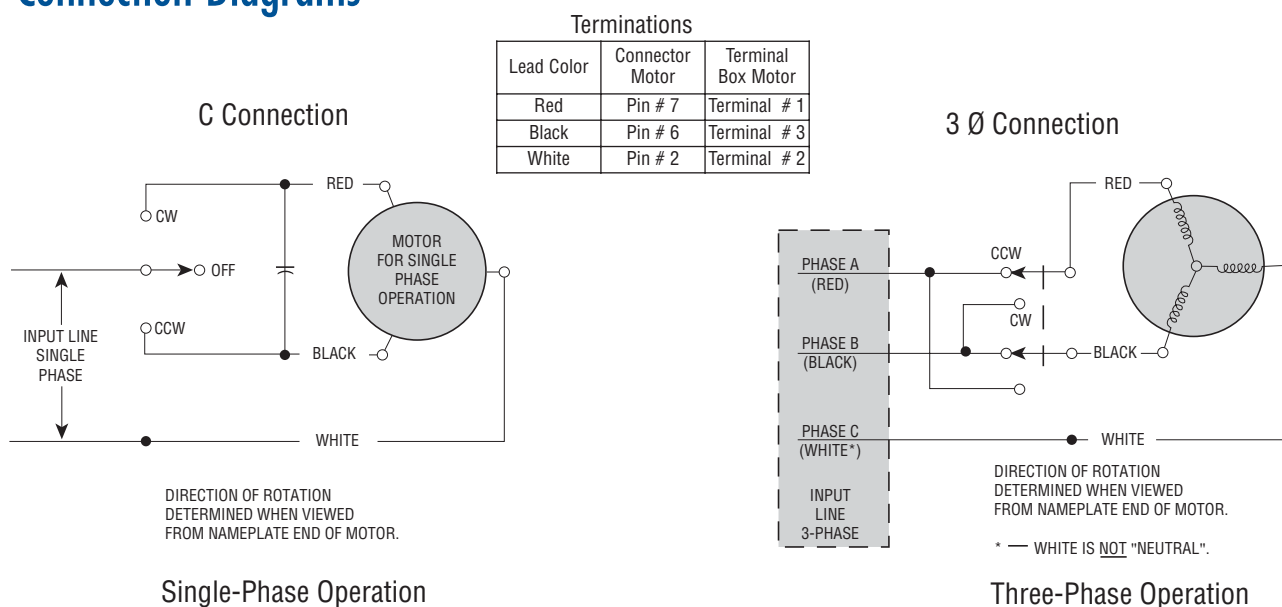 Connection Diagrams
Terminations
Lead Color Connector Motor Terminal Box Motor
Red Pin # 7 Terminal # 1
Black Pin # 6 Terminal # 3
White Pin # 2 Terminal # 2
C Connection
RED
CW
OFF
CCW
BLACK
WHITE
INPUT LINE
SINGLE
PHASE
MOTOR
FOR SINGLE
PHASE
OPERATION
DIRECTION OF ROTATION
DETERMINED WHEN VIEWED
FROM NAMEPLATE END OF MOTOR.
Single-Phase Operation
3 Ø Connection
RED
CCW
CW
BLACK
WHITE
PHASE A
(RED)
PHASE B
(BLACK)
PHASE C
(WHITE*)
INPUT
LINE
3-PHASE
DIRECTION OF ROTATION
DETERMINED WHEN VIEWED
FROM NAMEPLATE END OF MOTOR.
* — WHITE IS NOT "NEUTRAL".
Three-Phase Operation